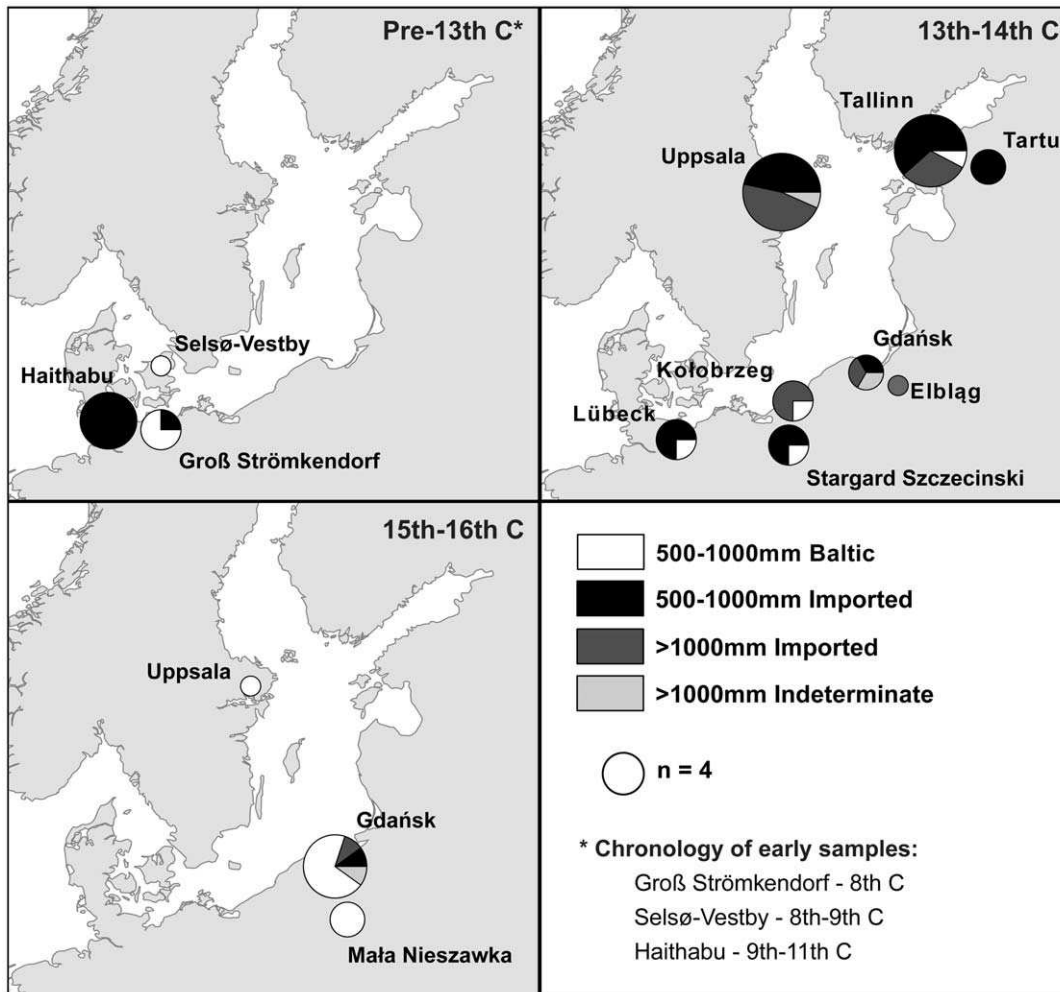 Pre-13th C*
Selsø-Vestby
Haithabu
Groß Strömkendorf
13th-14th C
Tallinn
Tartu
Uppsala
Gdańsk
Kołobrzeg
Elbląg
Lübeck
Stargard Szczecinski
15th-16th C
Uppsala
Gdańsk
Mała Nieszawka
500-1000mm Baltic
500-1000mm Imported
>1000mm Imported
>1000mm Indeterminate
n = 4
* Chronology of early samples:
Groß Strömkendorf - 8th C
Selsø-Vestby - 8th-9th C
Haithabu - 9th-11th C